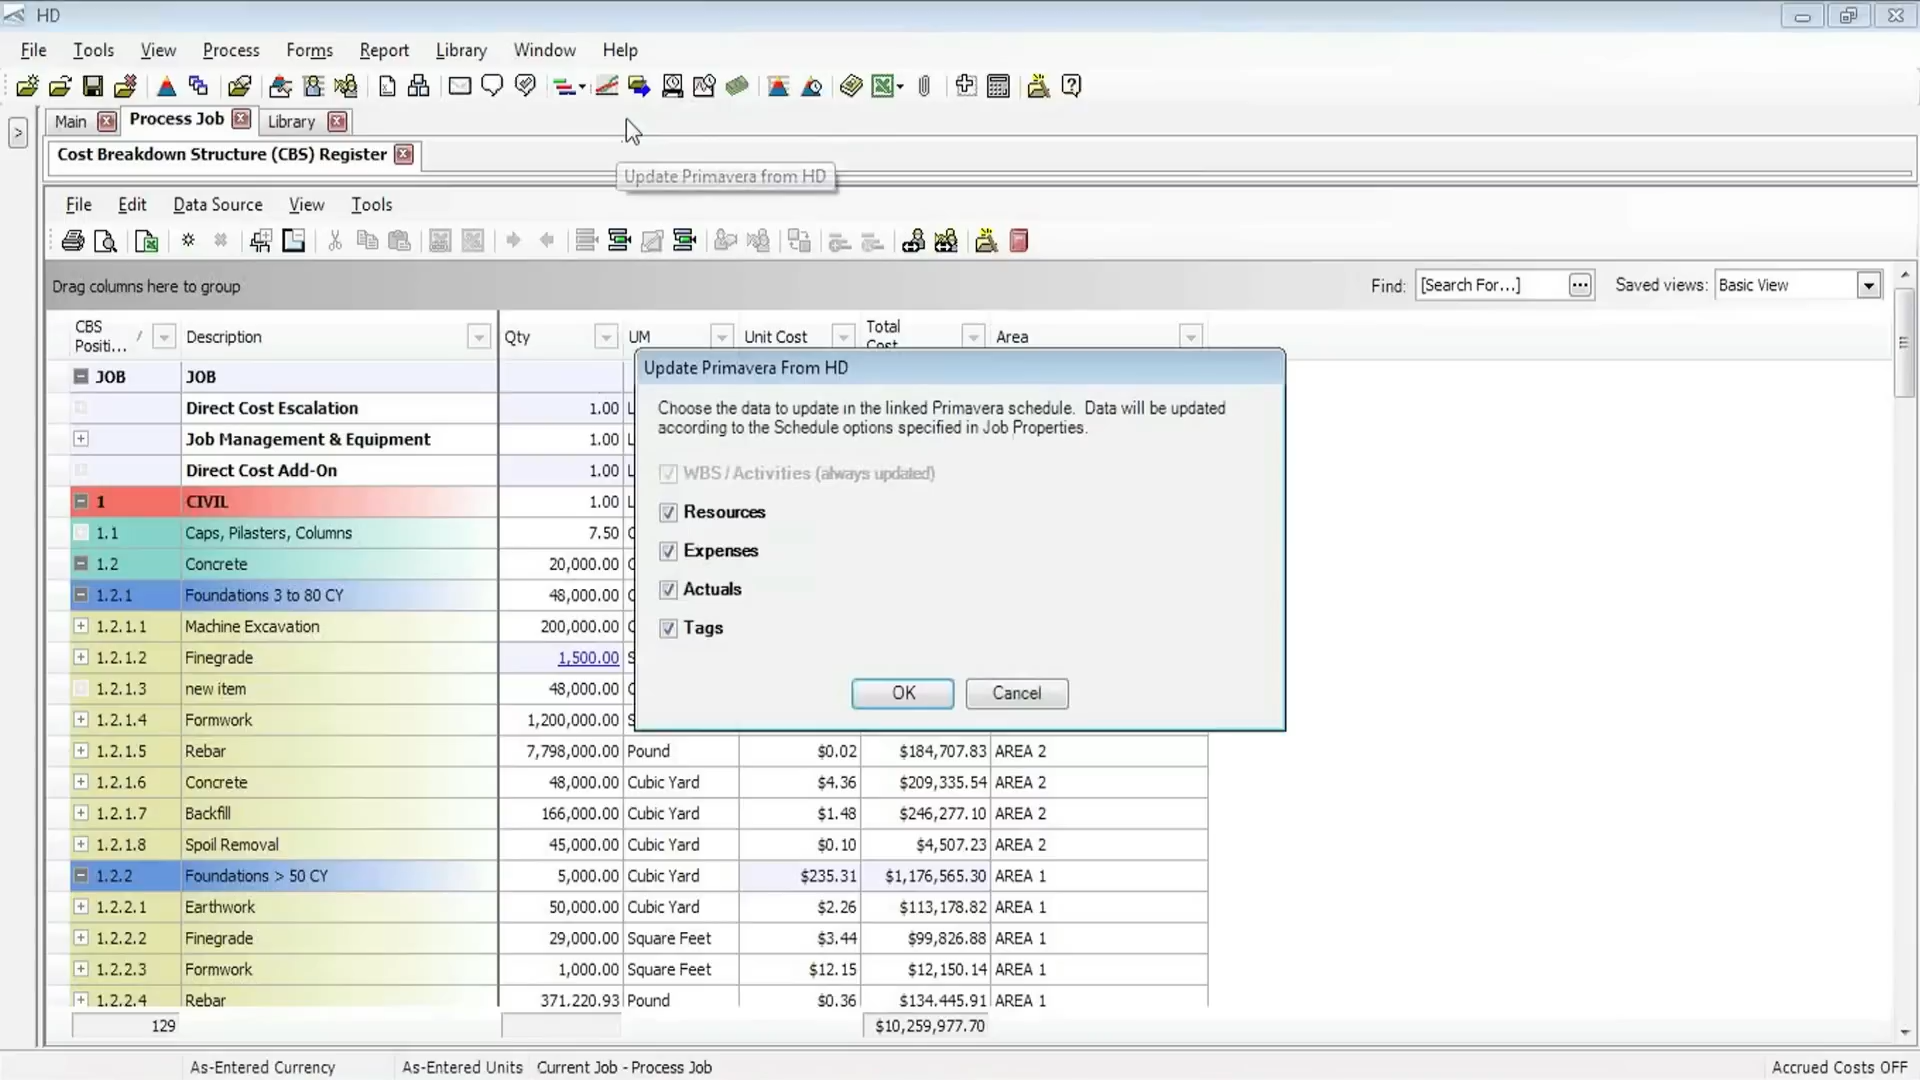 HD
File Tools View Process Forms Report Library Window Help
Main Process Job Library
>
Cost Breakdown Structure (CBS) Register
Update Primavera from HD
File Edit Data Source View Tools
Drag columns here to group Find: [Search For...] Saved views: Basic View
CBS Positi... Description Qty UM Unit Cost Total Cost Area
JOB JOB
Direct Cost Escalation 1.00 L
Job Management & Equipment 1.00 L
Direct Cost Add-On 1.00 L
1 CIVIL 1.00 L
1.1 Caps, Pilasters, Columns 7.50 C
1.2 Concrete 20,000.00 C
1.2.1 Foundations 3 to 80 CY 48,000.00 C
1.2.1.1 Machine Excavation 200,000.00 C
1.2.1.2 Finegrade 1,500.00 S
1.2.1.3 new item 48,000.00 C
1.2.1.4 Formwork 1,200,000.00 S
1.2.1.5 Rebar 7,798,000.00 Pound $0.02 $184,707.83 AREA 2
1.2.1.6 Concrete 48,000.00 Cubic Yard $4.36 $209,335.54 AREA 2
1.2.1.7 Backfill 166,000.00 Cubic Yard $1.48 $246,277.10 AREA 2
1.2.1.8 Spoil Removal 45,000.00 Cubic Yard $0.10 $4,507.23 AREA 2
1.2.2 Foundations > 50 CY 5,000.00 Cubic Yard $235.31 $1,176,565.30 AREA 1
1.2.2.1 Earthwork 50,000.00 Cubic Yard $2.26 $113,178.82 AREA 1
1.2.2.2 Finegrade 29,000.00 Square Feet $3.44 $99,826.88 AREA 1
1.2.2.3 Formwork 1,000.00 Square Feet $12.15 $12,150.14 AREA 1
1.2.2.4 Rebar 371,220.93 Pound $0.36 $134,445.91 AREA 1
129 $10,259,977.70
Update Primavera From HD
Choose the data to update in the linked Primavera schedule. Data will be updated
according to the Schedule options specified in Job Properties.
WBS / Activities (always updated)
Resources
Expenses
Actuals
Tags
OK Cancel
As-Entered Currency As-Entered Units Current Job - Process Job Accrued Costs OFF